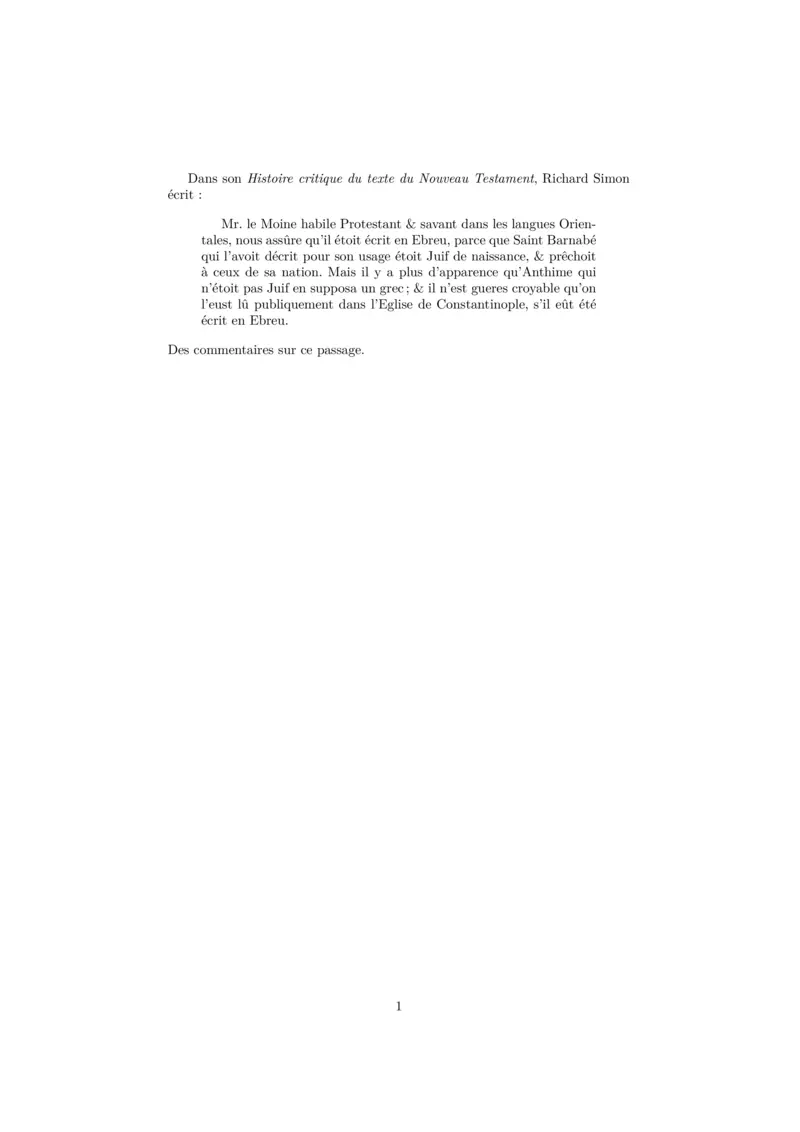 Dans son Histoire critique du texte du Nouveau Testament, Richard Simon
écrit :
Mr. le Moine habile Protestant & savant dans les langues Orien-
tales, nous assûre qu'il étoit écrit en Ebreu, parce que Saint Barnabé
qui l'avoit décrit pour son usage étoit Juif de naissance, & prêchoit
à ceux de sa nation. Mais il y a plus d'apparence qu'Anthime qui
n'étoit pas Juif en supposa un grec ; & il n'est gueres croyable qu'on
l'eust lû publiquement dans l'Eglise de Constantinople, s'il eût été
écrit en Ebreu.
Des commentaires sur ce passage.
1